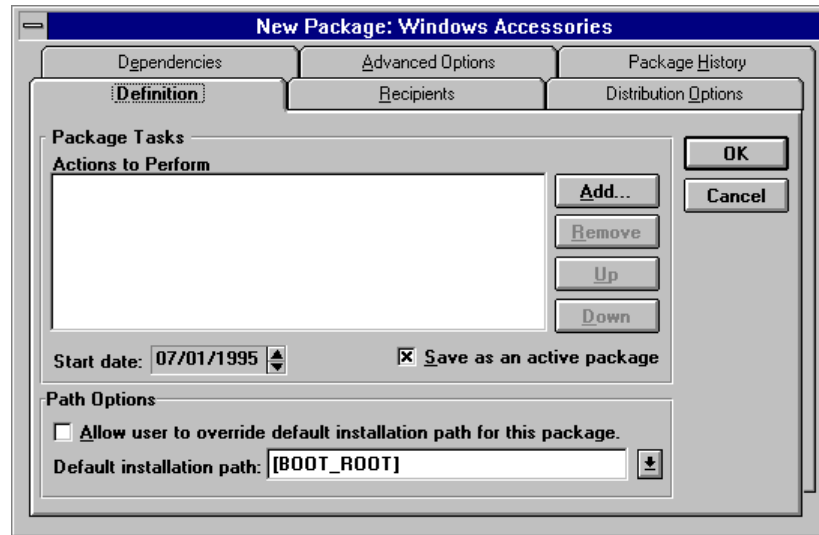 New Package: Windows Accessories
Dependencies Advanced Options Package History
Definition Recipients Distribution Options
Package Tasks
Actions to Perform
OK
Add...
Cancel
Remove
Up
Down
Start date: 07/01/1995 Save as an active package
Path Options
Allow user to override default installation path for this package.
Default installation path: [BOOT_ROOT]